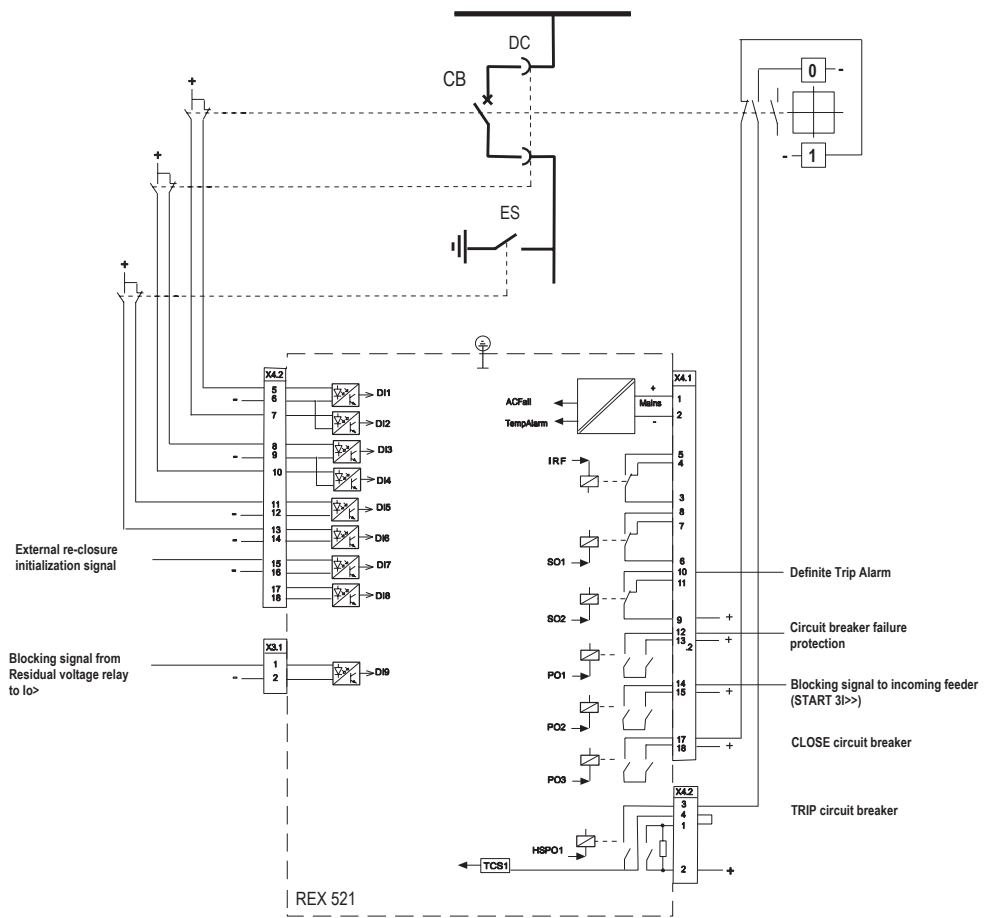 DC
CB
0 -
- 1
ES
+
+
+
-
-
-
X4.2
5
6
7
8
9
10
11
12
13
14
15
16
17
18
-
-
-
-
-
DI1
DI2
DI3
DI4
DI5
DI6
DI7
DI8
External re-closure
initialization signal
X3.1
1
2
-
DI9
Blocking signal from
Residual voltage relay
to Io>
ACFail
TempAlarm
+
Mains
-
IRF
SO1
SO2
PO1
PO2
PO3
HSPO1
TCS1
X4.1
1
2
5
4
3
8
7
6
10
11
9
12
13
.2
14
15
17
18
X4.2
3
4
1
2
+
+
+
+
+
Definite Trip Alarm
Circuit breaker failure
protection
Blocking signal to incoming feeder
(START 3I>>)
CLOSE circuit breaker
TRIP circuit breaker
REX 521